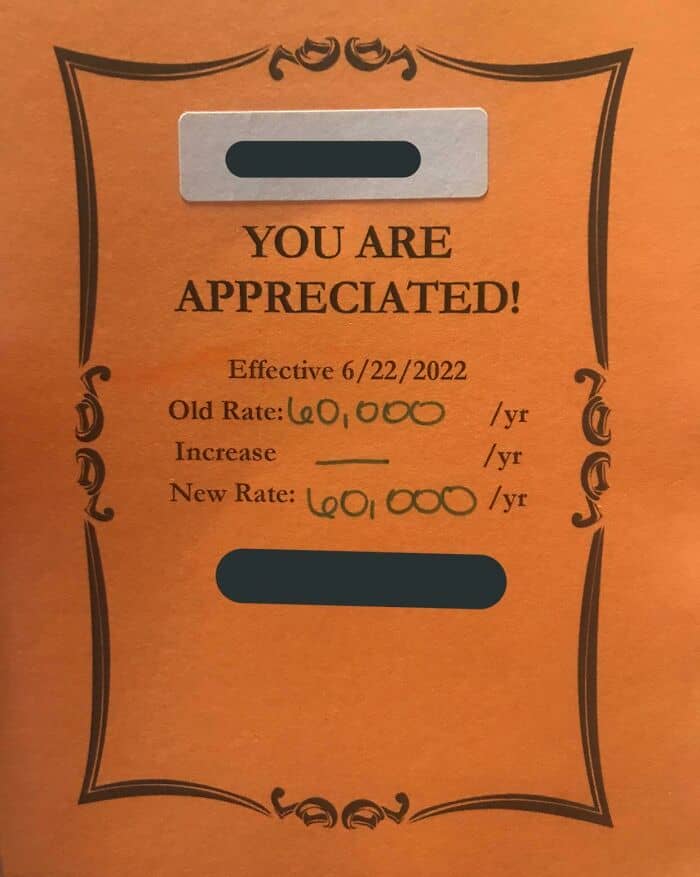 YOU ARE
APPRECIATED!
Effective 6/22/2022
Old Rate: 60,000 /yr
Increase — /yr
New Rate: 60,000 /yr